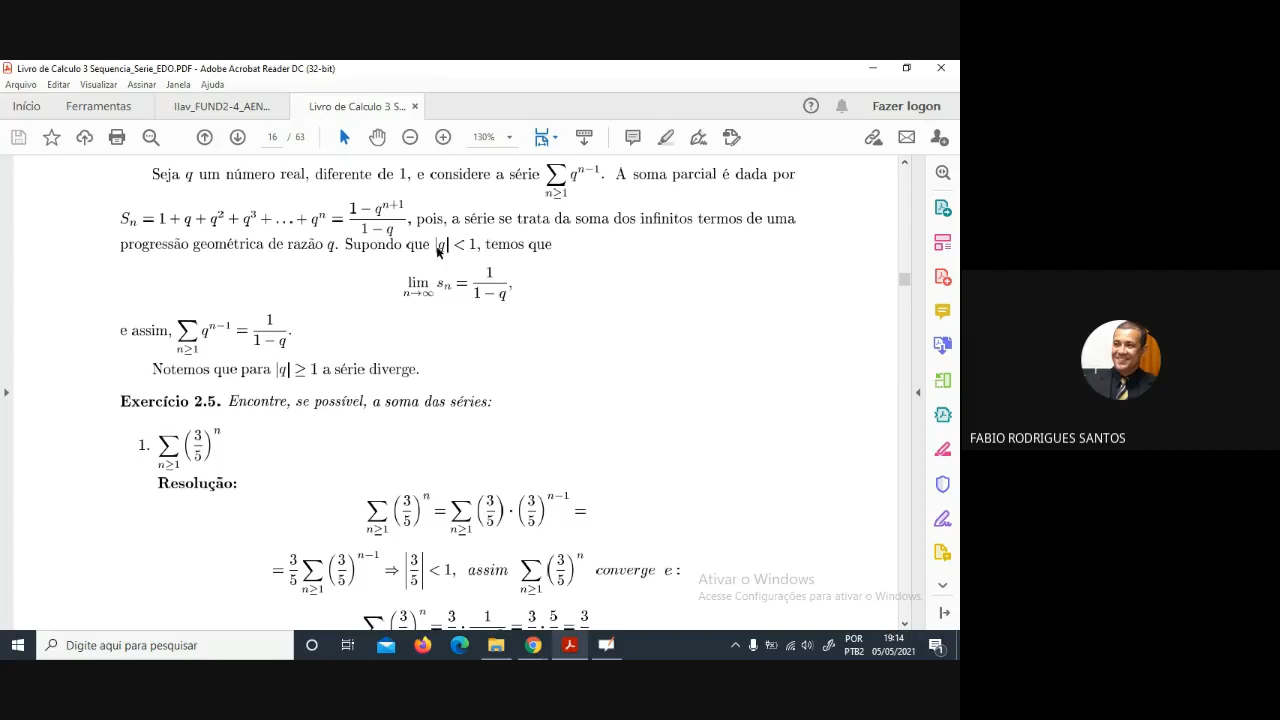 Livro de Calculo 3 Sequencia_Serie_EDO.PDF - Adobe Acrobat Reader DC (32-bit)
Arquivo Editar Visualizar Assinar Janela Ajuda
Início Ferramentas IIav_FUND2-4_AEN... Livro de Calculo 3 S... × Fazer logon
16 / 63 130%
Seja q um número real, diferente de 1, e considere a série ∑_{n≥1} q^{n−1}. A soma parcial é dada por
S_n = 1 + q + q² + q³ + … + q^n = (1 − q^{n+1})/(1 − q), pois, a série se trata da soma dos infinitos termos de uma
progressão geométrica de razão q. Supondo que |q| < 1, temos que
lim_{n→∞} s_n = 1/(1 − q),
e assim, ∑_{n≥1} q^{n−1} = 1/(1 − q).
Notemos que para |q| ≥ 1 a série diverge.
Exercício 2.5. Encontre, se possível, a soma das séries:
1. ∑_{n≥1} (3/5)^n
Resolução:
∑_{n≥1} (3/5)^n = ∑_{n≥1} (3/5) · (3/5)^{n−1} =
= 3/5 ∑_{n≥1} (3/5)^{n−1} ⇒ |3/5| < 1, assim ∑_{n≥1} (3/5)^n converge e :
Ativar o Windows
Acesse Configurações para ativar o Windows.
FABIO RODRIGUES SANTOS
Digite aqui para pesquisar
POR
PTB2
19:14
05/05/2021
1